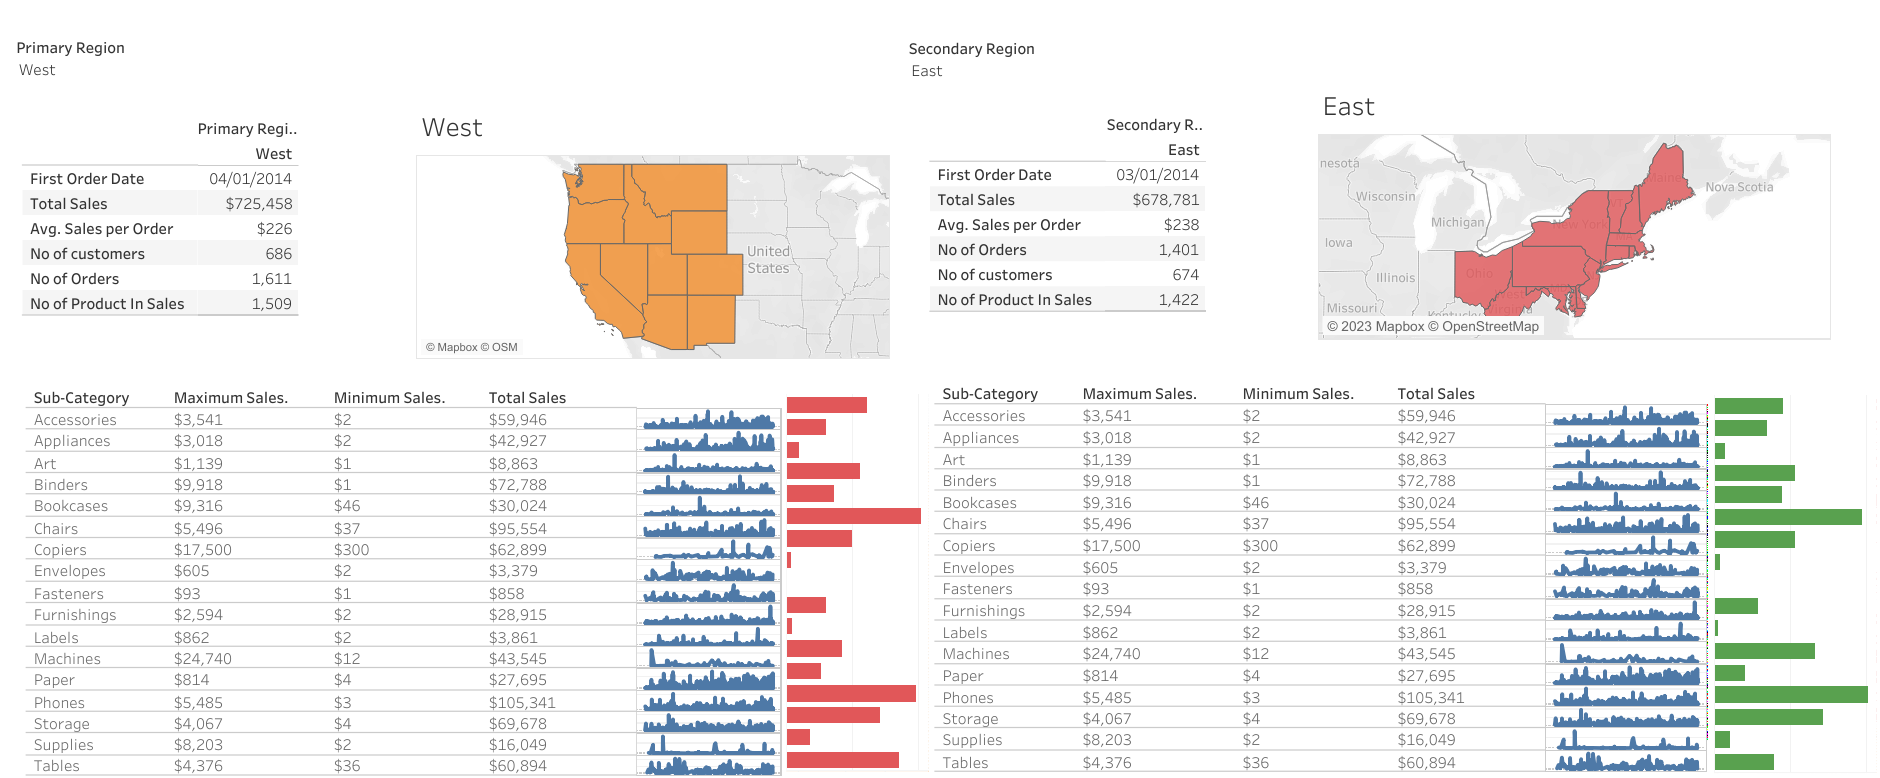 Primary Region
West
Secondary Region
East
Primary Regi..
West
First Order Date 04/01/2014
Total Sales $725,458
Avg. Sales per Order $226
No of customers 686
No of Orders 1,611
No of Product In Sales 1,509
West
United
States
© Mapbox © OSM
Secondary R..
East
First Order Date 03/01/2014
Total Sales $678,781
Avg. Sales per Order $238
No of Orders 1,401
No of customers 674
No of Product In Sales 1,422
East
nesota
Wisconsin
Michigan
Iowa
Illinois
Missouri
Ohio
New York
Maine
Nova Scotia
© 2023 Mapbox © OpenStreetMap
Sub-Category Maximum Sales. Minimum Sales. Total Sales
Accessories $3,541 $2 $59,946
Appliances $3,018 $2 $42,927
Art $1,139 $1 $8,863
Binders $9,918 $1 $72,788
Bookcases $9,316 $46 $30,024
Chairs $5,496 $37 $95,554
Copiers $17,500 $300 $62,899
Envelopes $605 $2 $3,379
Fasteners $93 $1 $858
Furnishings $2,594 $2 $28,915
Labels $862 $2 $3,861
Machines $24,740 $12 $43,545
Paper $814 $4 $27,695
Phones $5,485 $3 $105,341
Storage $4,067 $4 $69,678
Supplies $8,203 $2 $16,049
Tables $4,376 $36 $60,894
Sub-Category Maximum Sales. Minimum Sales. Total Sales
Accessories $3,541 $2 $59,946
Appliances $3,018 $2 $42,927
Art $1,139 $1 $8,863
Binders $9,918 $1 $72,788
Bookcases $9,316 $46 $30,024
Chairs $5,496 $37 $95,554
Copiers $17,500 $300 $62,899
Envelopes $605 $2 $3,379
Fasteners $93 $1 $858
Furnishings $2,594 $2 $28,915
Labels $862 $2 $3,861
Machines $24,740 $12 $43,545
Paper $814 $4 $27,695
Phones $5,485 $3 $105,341
Storage $4,067 $4 $69,678
Supplies $8,203 $2 $16,049
Tables $4,376 $36 $60,894